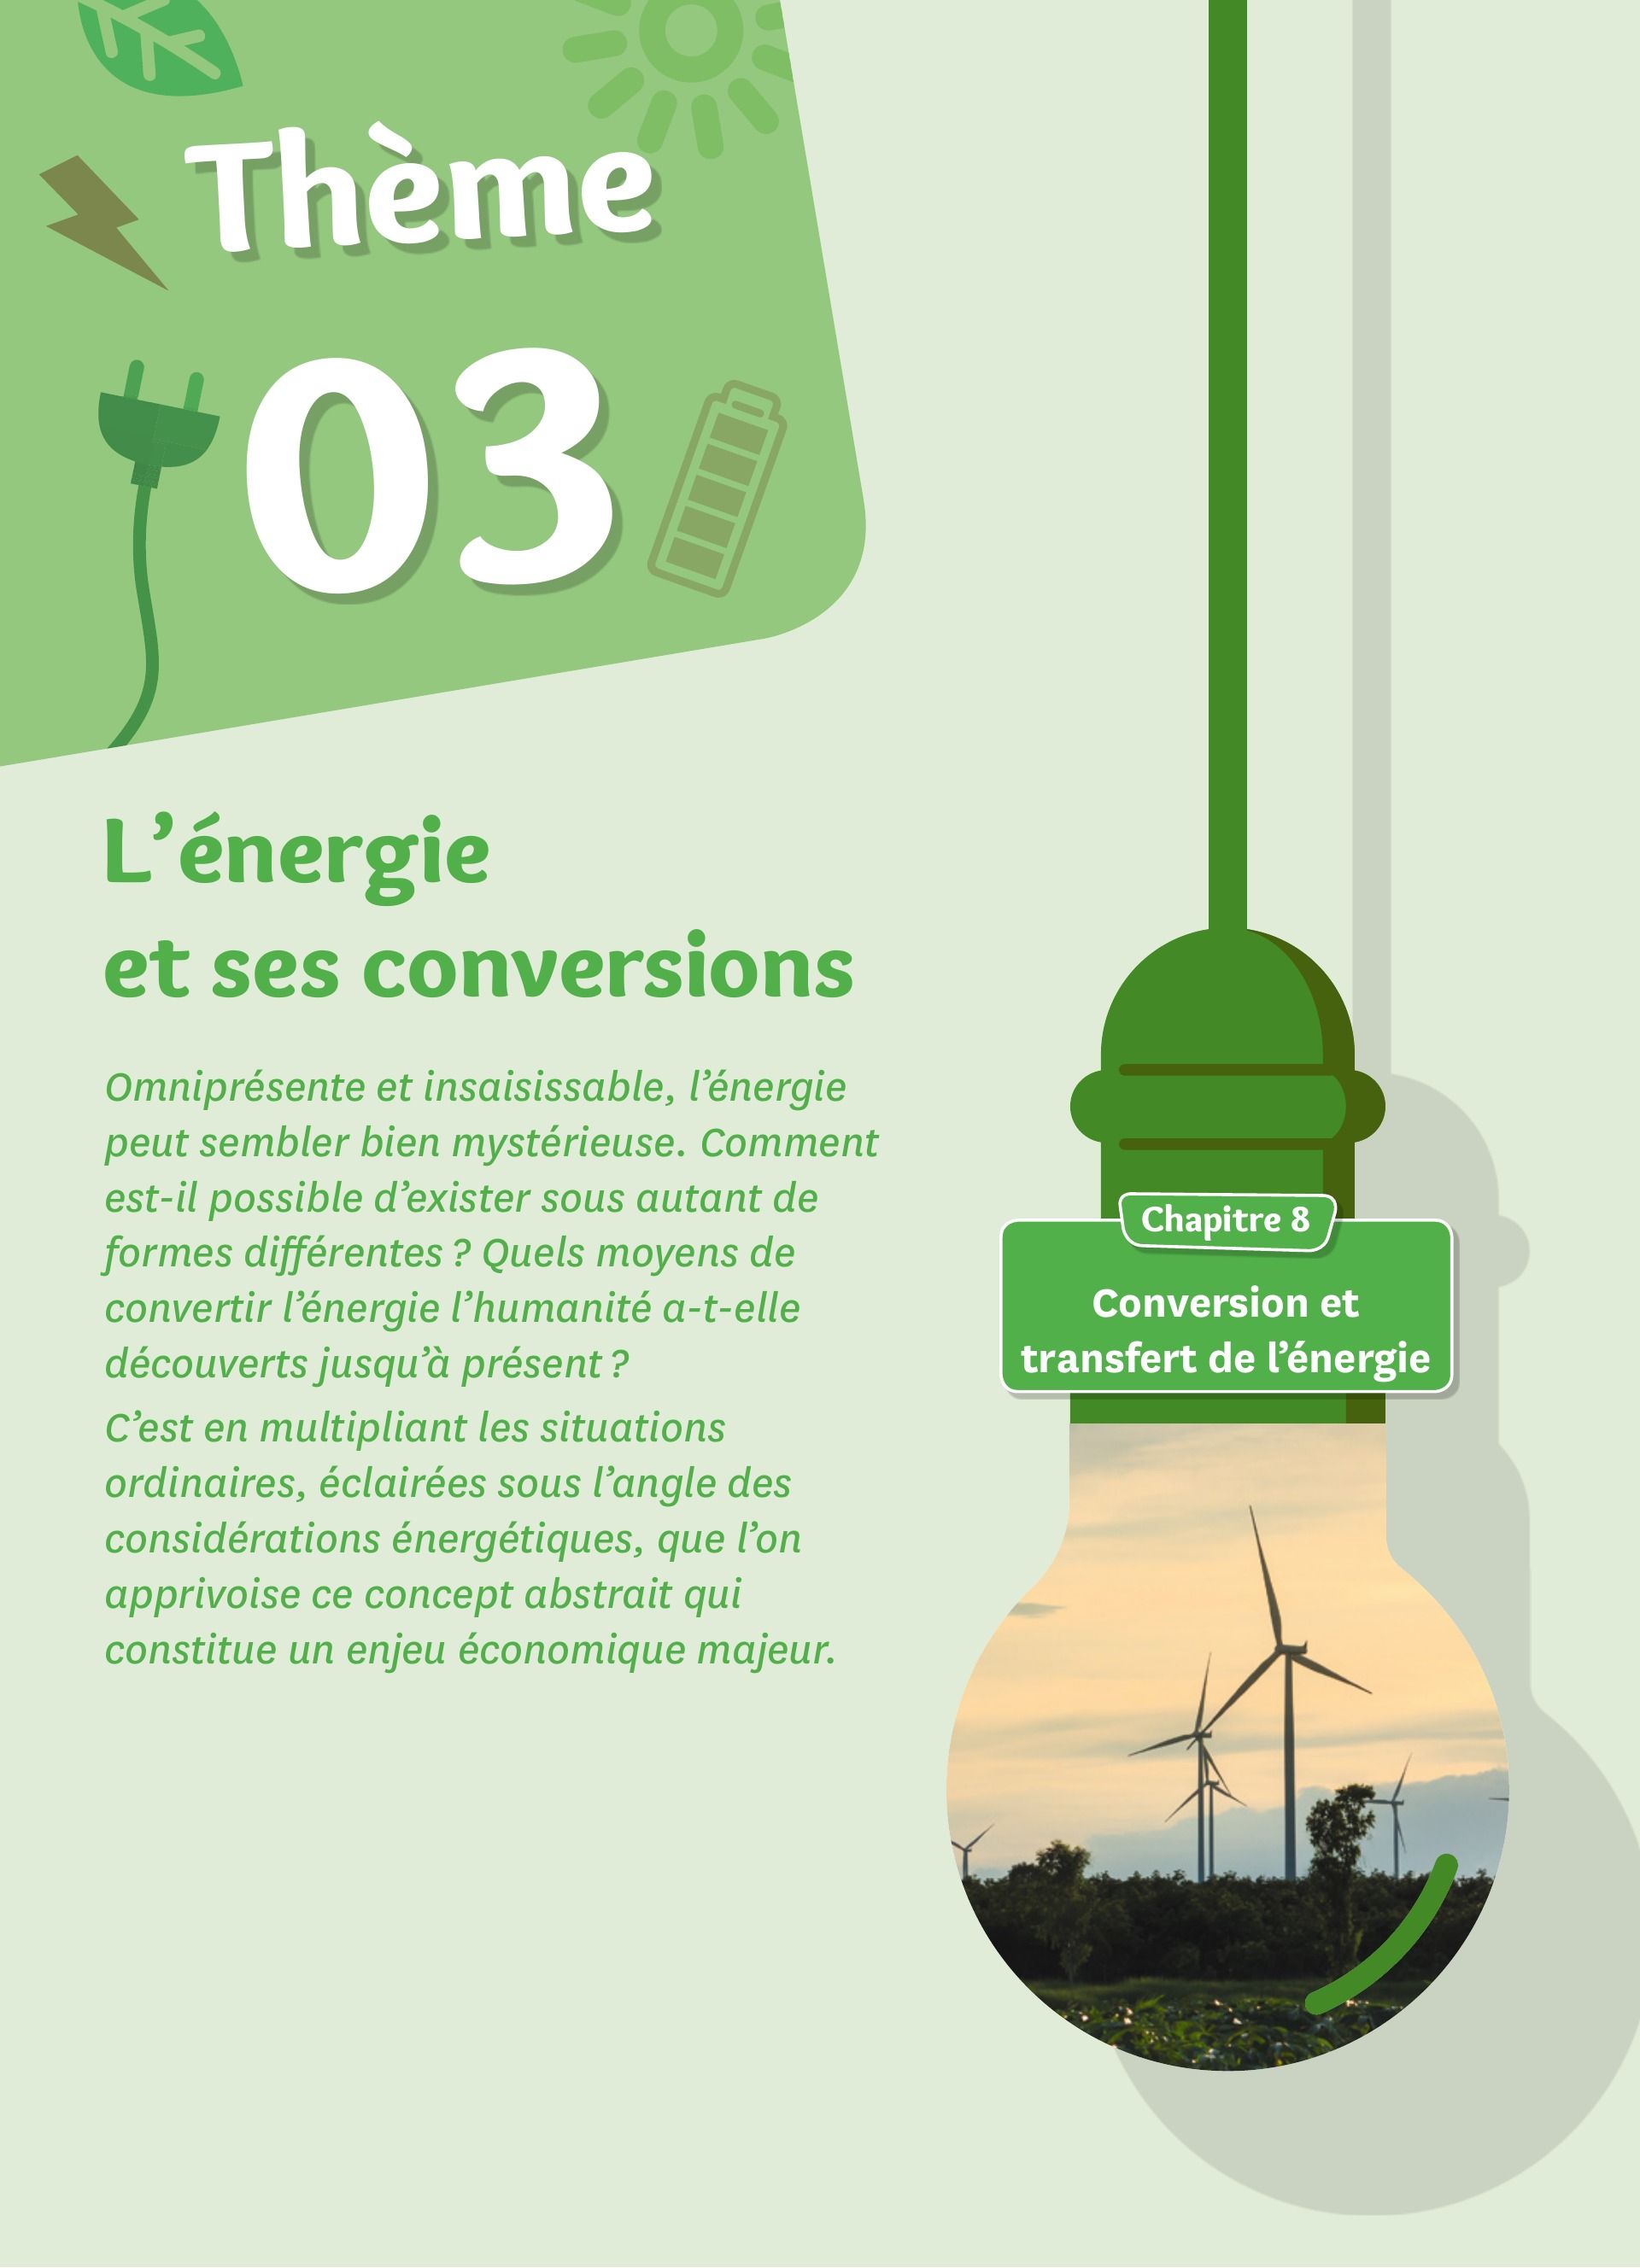 Thème
03
L’énergie
et ses conversions
Omniprésente et insaisissable, l’énergie
peut sembler bien mystérieuse. Comment
est-il possible d’exister sous autant de
formes différentes ? Quels moyens de
convertir l’énergie l’humanité a-t-elle
découverts jusqu’à présent ?
C’est en multipliant les situations
ordinaires, éclairées sous l’angle des
considérations énergétiques, que l’on
apprivoise ce concept abstrait qui
constitue un enjeu économique majeur.
Chapitre 8
Conversion et
transfert de l’énergie